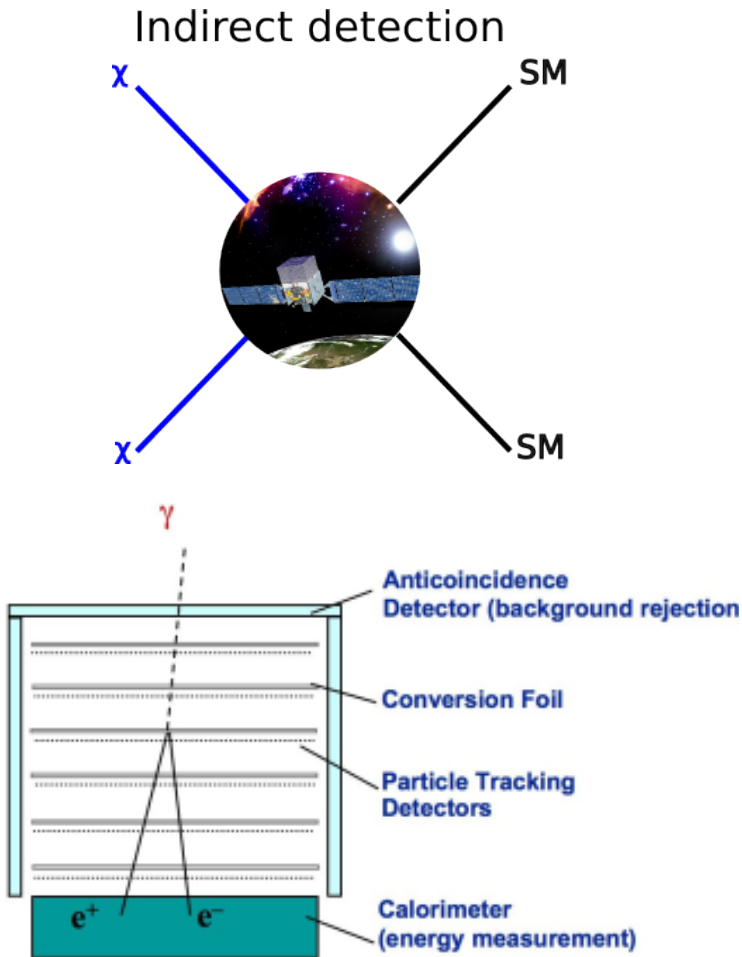 Indirect detection
χ
SM
χ
SM
γ
Anticoincidence
Detector (background rejection
Conversion Foil
Particle Tracking
Detectors
e⁺
e⁻
Calorimeter
(energy measurement)